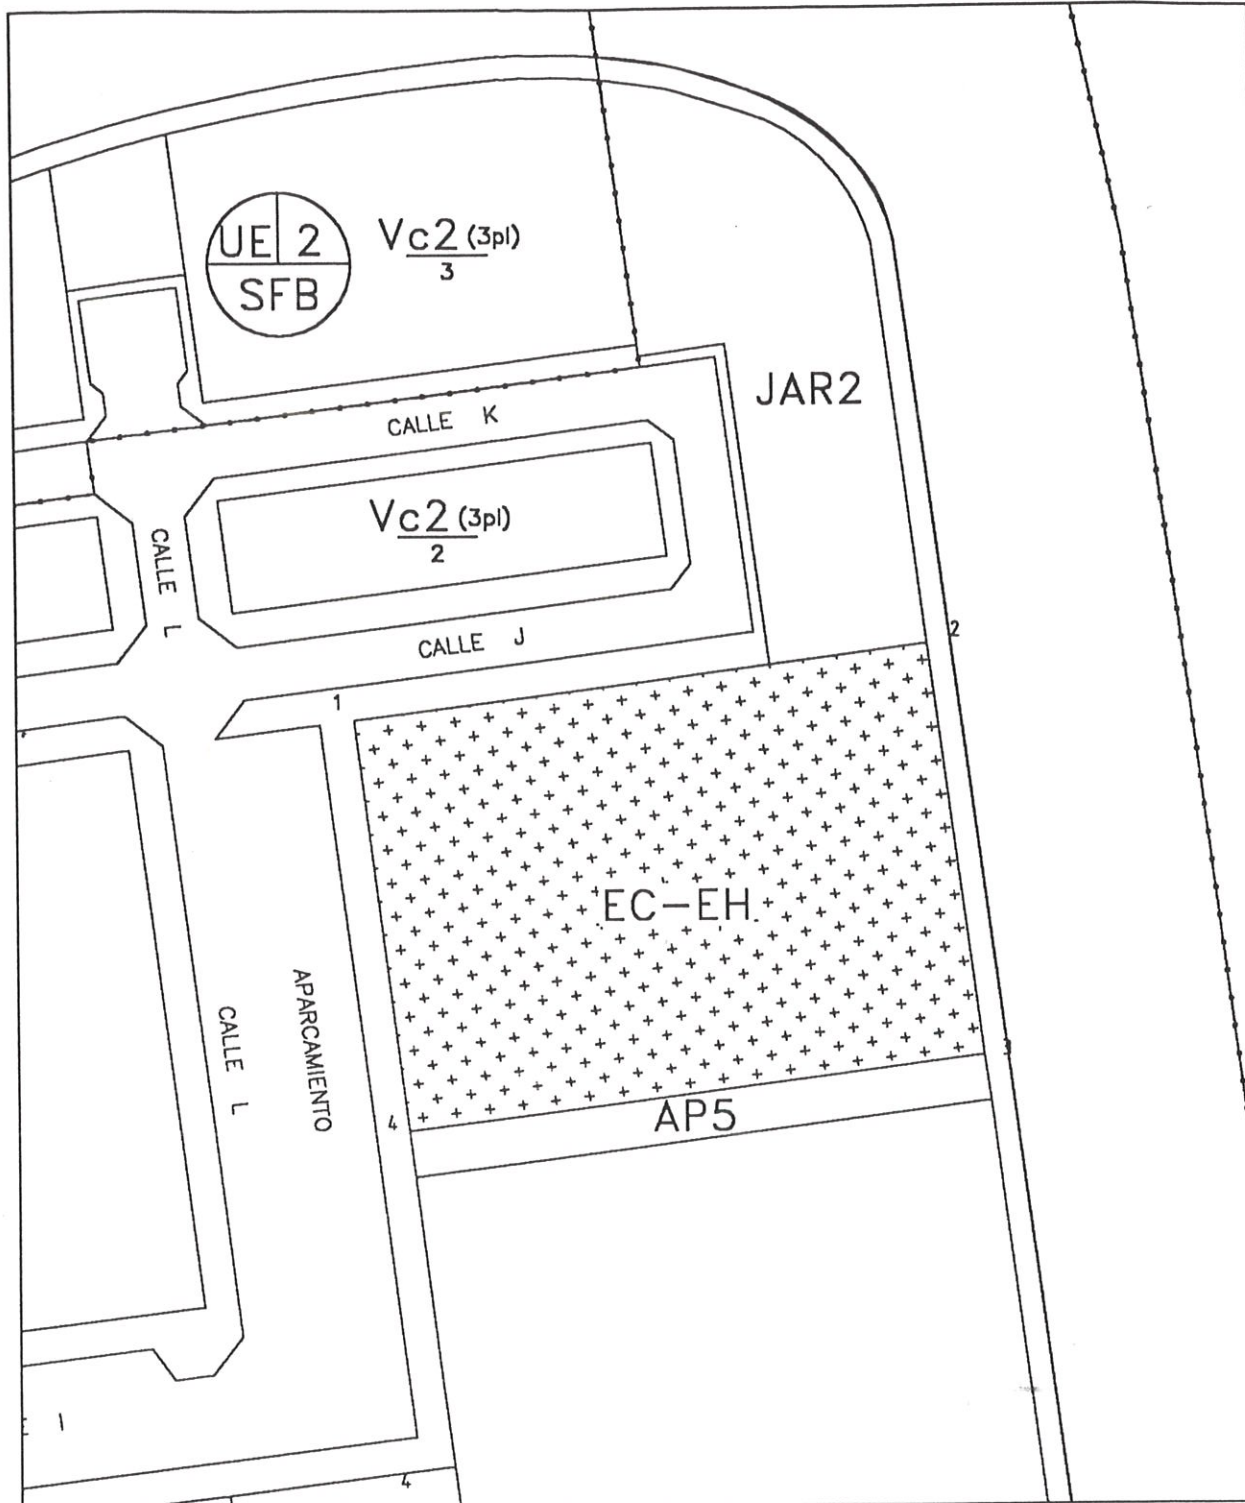 UE 2
SFB
Vc2 (3pl)
3
JAR2
CALLE K
Vc2 (3pl)
2
CALLE L
CALLE J
2
1
EC-EH
APARCAMIENTO
CALLE L
3
4
AP5
I
4